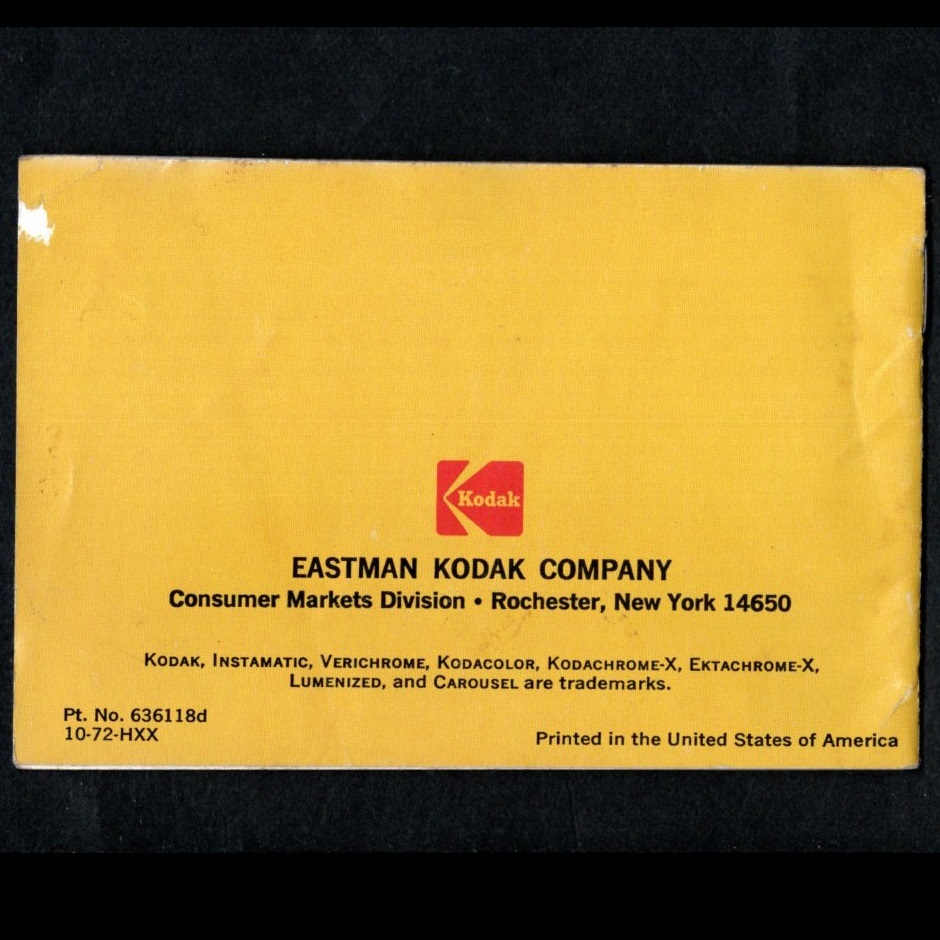 Kodak
EASTMAN KODAK COMPANY
Consumer Markets Division • Rochester, New York 14650
KODAK, INSTAMATIC, VERICHROME, KODACOLOR, KODACHROME-X, EKTACHROME-X,
LUMENIZED, and CAROUSEL are trademarks.
Pt. No. 636118d
10-72-HXX
Printed in the United States of America